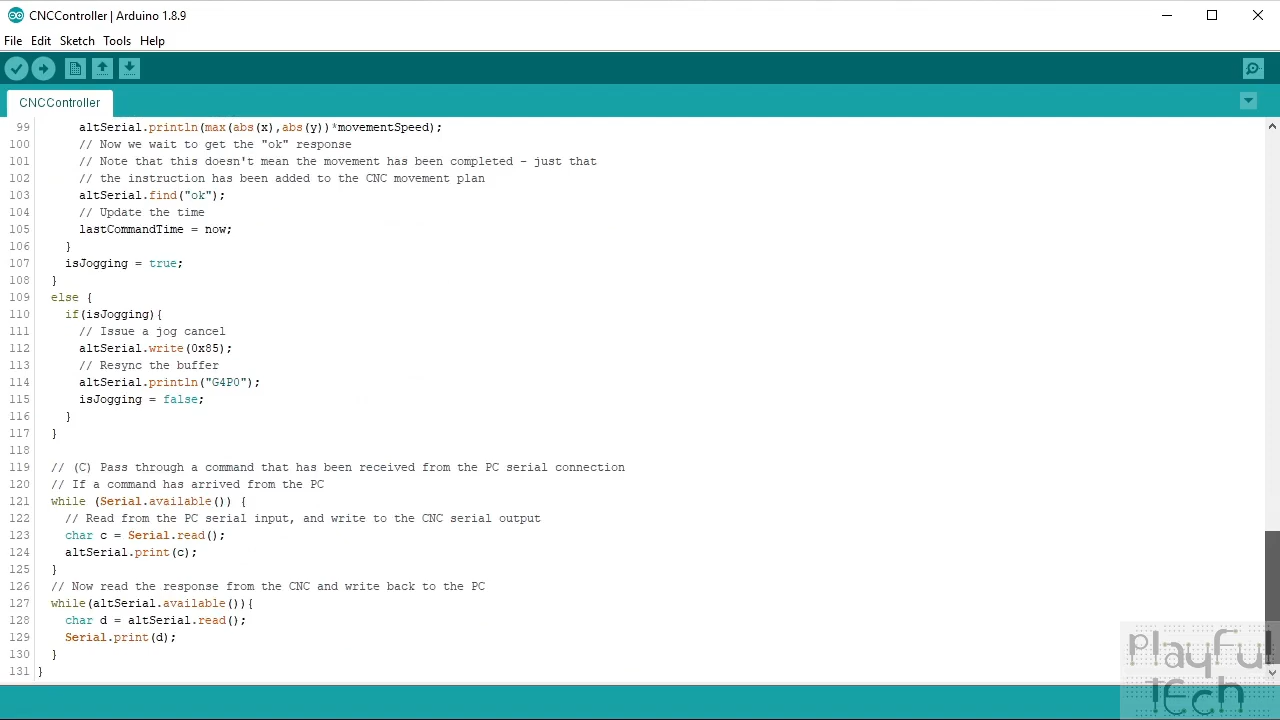 CNCController | Arduino 1.8.9
File Edit Sketch Tools Help
CNCController
99 altSerial.println(max(abs(x),abs(y))*movementSpeed);
100 // Now we wait to get the "ok" response
101 // Note that this doesn't mean the movement has been completed - just that
102 // the instruction has been added to the CNC movement plan
103 altSerial.find("ok");
104 // Update the time
105 lastCommandTime = now;
106 }
107 isJogging = true;
108 }
109 else {
110 if(isJogging){
111 // Issue a jog cancel
112 altSerial.write(0x85);
113 // Resync the buffer
114 altSerial.println("G4P0");
115 isJogging = false;
116 }
117 }
118
119 // (C) Pass through a command that has been received from the PC serial connection
120 // If a command has arrived from the PC
121 while (Serial.available()) {
122 // Read from the PC serial input, and write to the CNC serial output
123 char c = Serial.read();
124 altSerial.print(c);
125 }
126 // Now read the response from the CNC and write back to the PC
127 while(altSerial.available()){
128 char d = altSerial.read();
129 Serial.print(d);
130 }
131 }
Playful
tEch